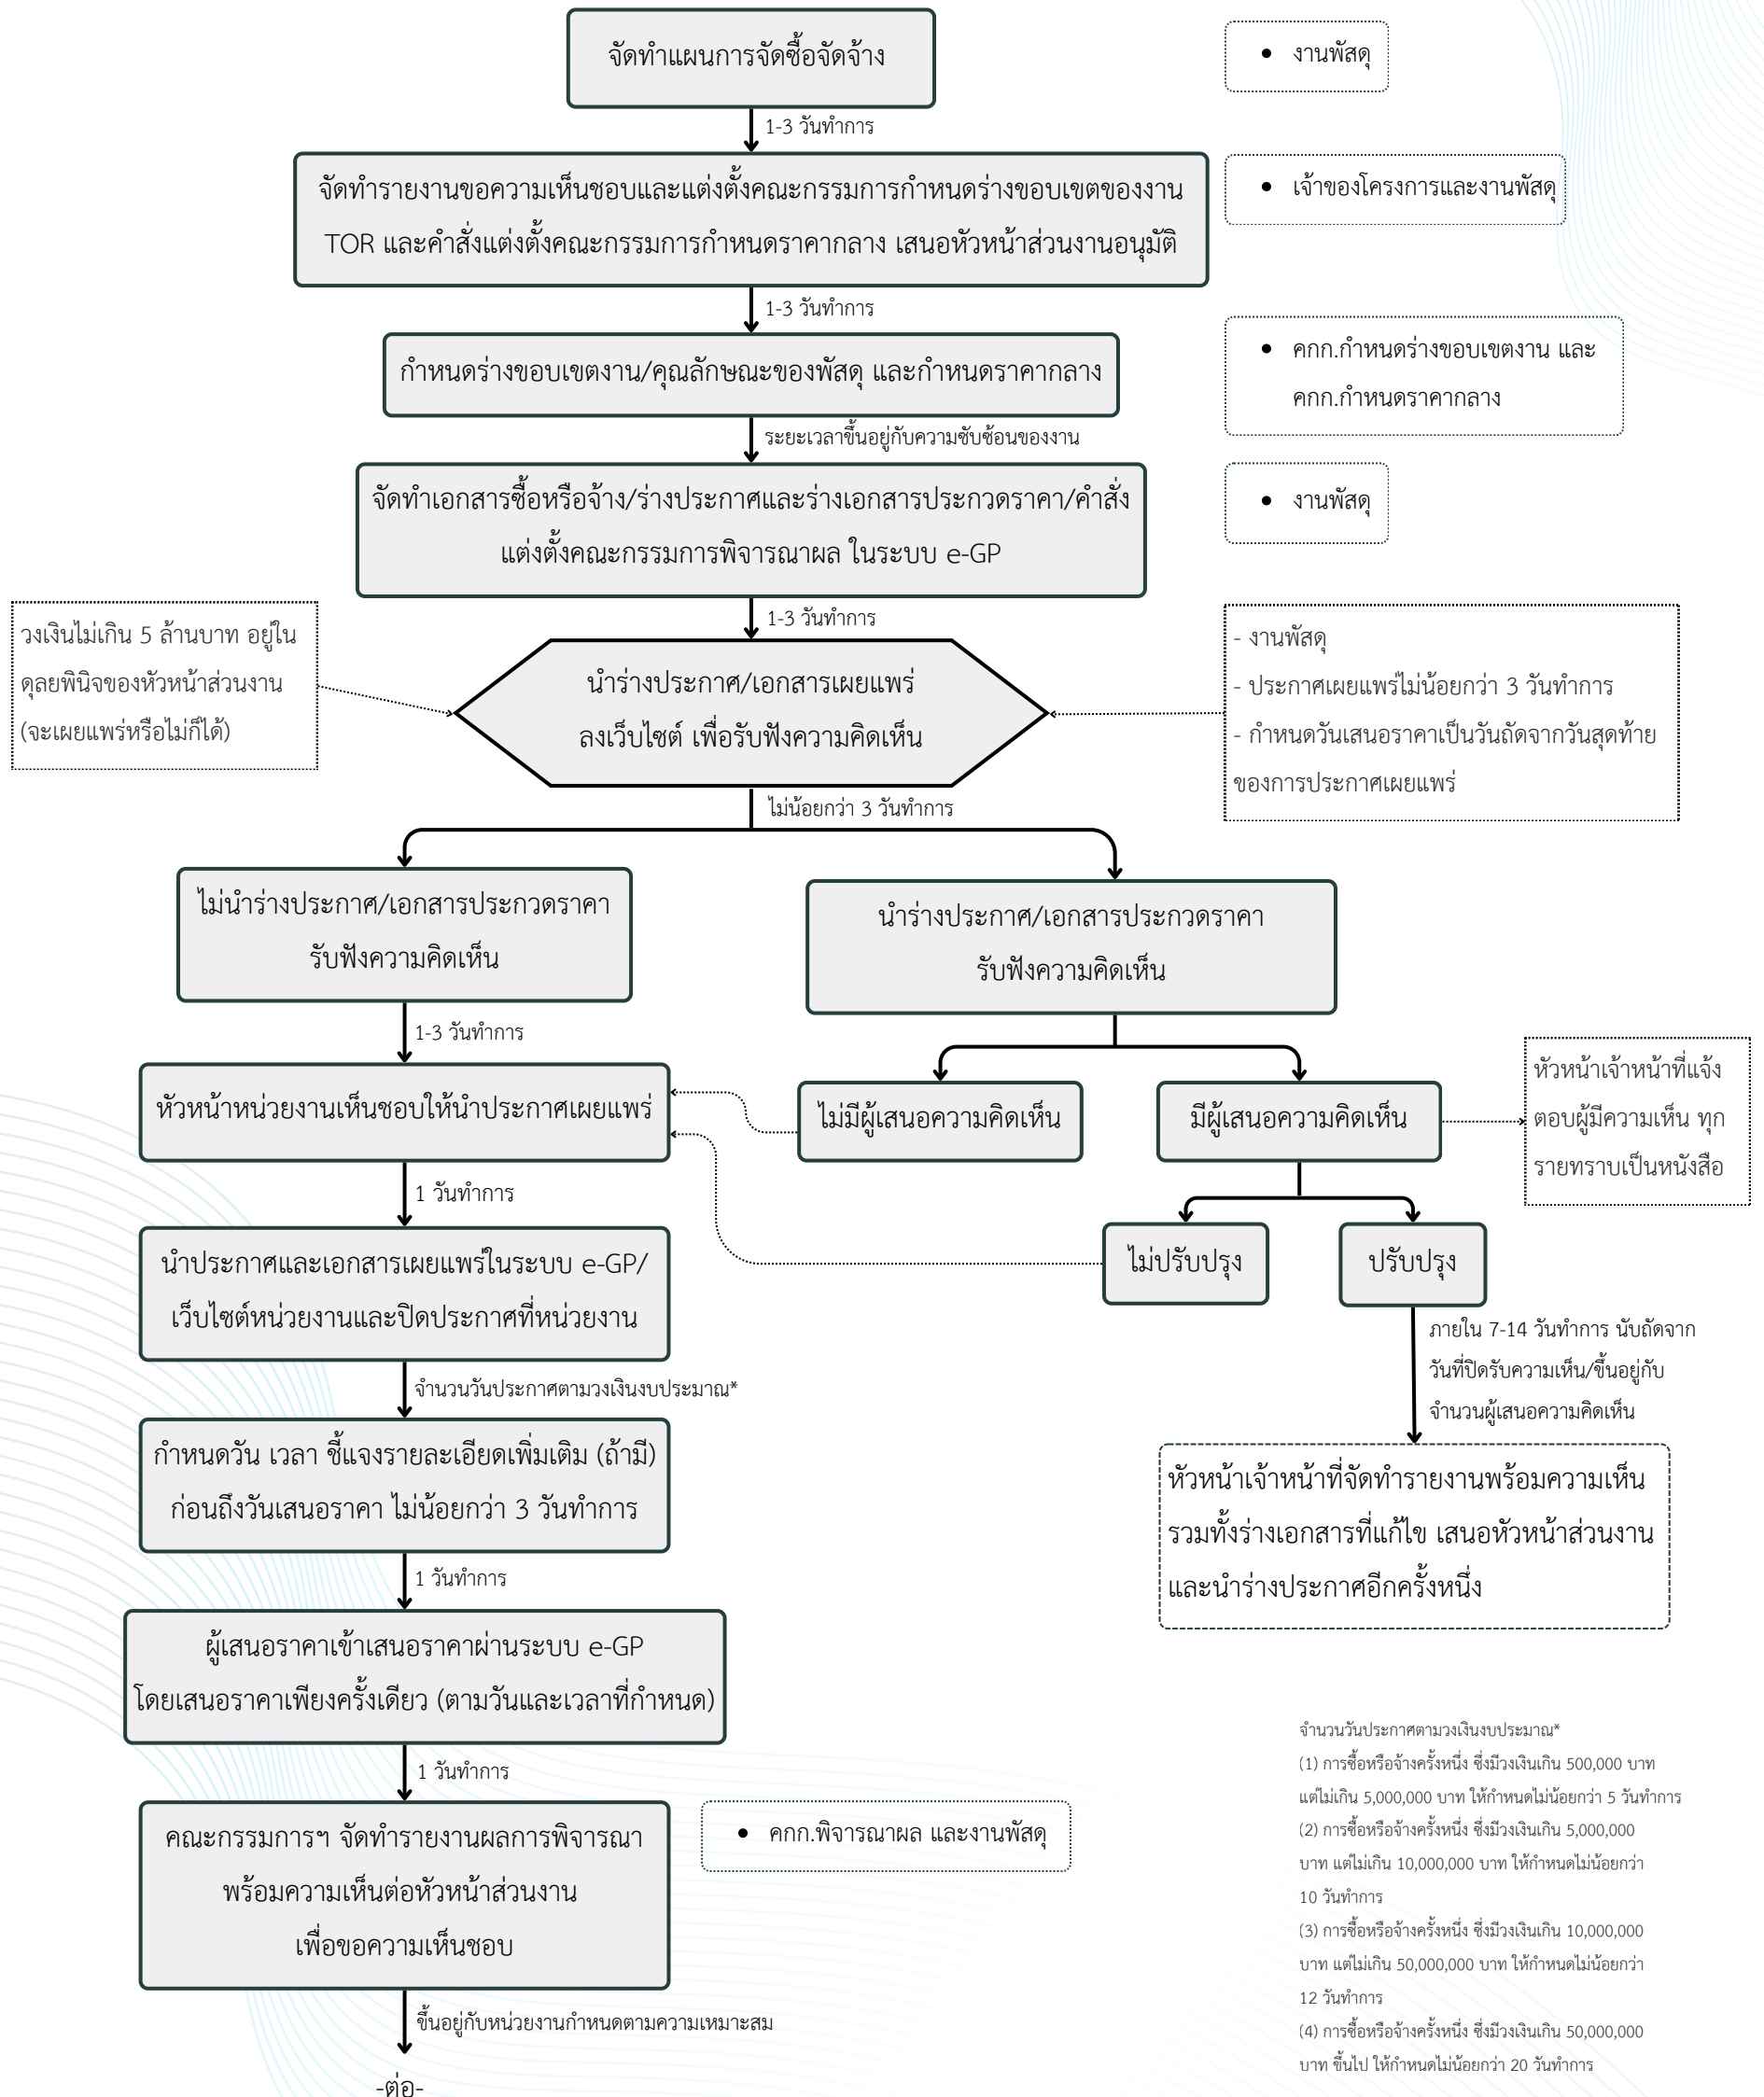 จัดทำแผนการจัดซื้อจัดจ้าง
งานพัสดุ
1-3 วันทำการ
จัดทำรายงานขอความเห็นชอบและแต่งตั้งคณะกรรมการกำหนดร่างขอบเขตของงาน
TOR และคำสั่งแต่งตั้งคณะกรรมการกำหนดราคากลาง เสนอหัวหน้าส่วนงานอนุมัติ
เจ้าของโครงการและงานพัสดุ
1-3 วันทำการ
กำหนดร่างขอบเขตงาน/คุณลักษณะของพัสดุ และกำหนดราคากลาง
คกก.กำหนดร่างขอบเขตงาน และ
คกก.กำหนดราคากลาง
ระยะเวลาขึ้นอยู่กับความซับซ้อนของงาน
จัดทำเอกสารซื้อหรือจ้าง/ร่างประกาศและร่างเอกสารประกวดราคา/คำสั่ง
แต่งตั้งคณะกรรมการพิจารณาผล ในระบบ e-GP
งานพัสดุ
1-3 วันทำการ
วงเงินไม่เกิน 5 ล้านบาท อยู่ใน
ดุลยพินิจของหัวหน้าส่วนงาน
(จะเผยแพร่หรือไม่ก็ได้)
นำร่างประกาศ/เอกสารเผยแพร่
ลงเว็บไซต์ เพื่อรับฟังความคิดเห็น
- งานพัสดุ
- ประกาศเผยแพร่ไม่น้อยกว่า 3 วันทำการ
- กำหนดวันเสนอราคาเป็นวันถัดจากวันสุดท้าย
ของการประกาศเผยแพร่
ไม่น้อยกว่า 3 วันทำการ
ไม่นำร่างประกาศ/เอกสารประกวดราคา
รับฟังความคิดเห็น
นำร่างประกาศ/เอกสารประกวดราคา
รับฟังความคิดเห็น
1-3 วันทำการ
หัวหน้าหน่วยงานเห็นชอบให้นำประกาศเผยแพร่
ไม่มีผู้เสนอความคิดเห็น
มีผู้เสนอความคิดเห็น
หัวหน้าเจ้าหน้าที่แจ้ง
ตอบผู้มีความเห็น ทุก
รายทราบเป็นหนังสือ
1 วันทำการ
นำประกาศและเอกสารเผยแพร่ในระบบ e-GP/
เว็บไซต์หน่วยงานและปิดประกาศที่หน่วยงาน
ไม่ปรับปรุง
ปรับปรุง
ภายใน 7-14 วันทำการ นับถัดจาก
วันที่ปิดรับความเห็น/ขึ้นอยู่กับ
จำนวนผู้เสนอความคิดเห็น
จำนวนวันประกาศตามวงเงินงบประมาณ*
กำหนดวัน เวลา ชี้แจงรายละเอียดเพิ่มเติม (ถ้ามี)
ก่อนถึงวันเสนอราคา ไม่น้อยกว่า 3 วันทำการ
หัวหน้าเจ้าหน้าที่จัดทำรายงานพร้อมความเห็น
รวมทั้งร่างเอกสารที่แก้ไข เสนอหัวหน้าส่วนงาน
และนำร่างประกาศอีกครั้งหนึ่ง
1 วันทำการ
ผู้เสนอราคาเข้าเสนอราคาผ่านระบบ e-GP
โดยเสนอราคาเพียงครั้งเดียว (ตามวันและเวลาที่กำหนด)
1 วันทำการ
คณะกรรมการฯ จัดทำรายงานผลการพิจารณา
พร้อมความเห็นต่อหัวหน้าส่วนงาน
เพื่อขอความเห็นชอบ
คกก.พิจารณาผล และงานพัสดุ
ขึ้นอยู่กับหน่วยงานกำหนดตามความเหมาะสม
-ต่อ-
จำนวนวันประกาศตามวงเงินงบประมาณ*
(1) การซื้อหรือจ้างครั้งหนึ่ง ซึ่งมีวงเงินเกิน 500,000 บาท
แต่ไม่เกิน 5,000,000 บาท ให้กำหนดไม่น้อยกว่า 5 วันทำการ
(2) การซื้อหรือจ้างครั้งหนึ่ง ซึ่งมีวงเงินเกิน 5,000,000
บาท แต่ไม่เกิน 10,000,000 บาท ให้กำหนดไม่น้อยกว่า
10 วันทำการ
(3) การซื้อหรือจ้างครั้งหนึ่ง ซึ่งมีวงเงินเกิน 10,000,000
บาท แต่ไม่เกิน 50,000,000 บาท ให้กำหนดไม่น้อยกว่า
12 วันทำการ
(4) การซื้อหรือจ้างครั้งหนึ่ง ซึ่งมีวงเงินเกิน 50,000,000
บาท ขึ้นไป ให้กำหนดไม่น้อยกว่า 20 วันทำการ